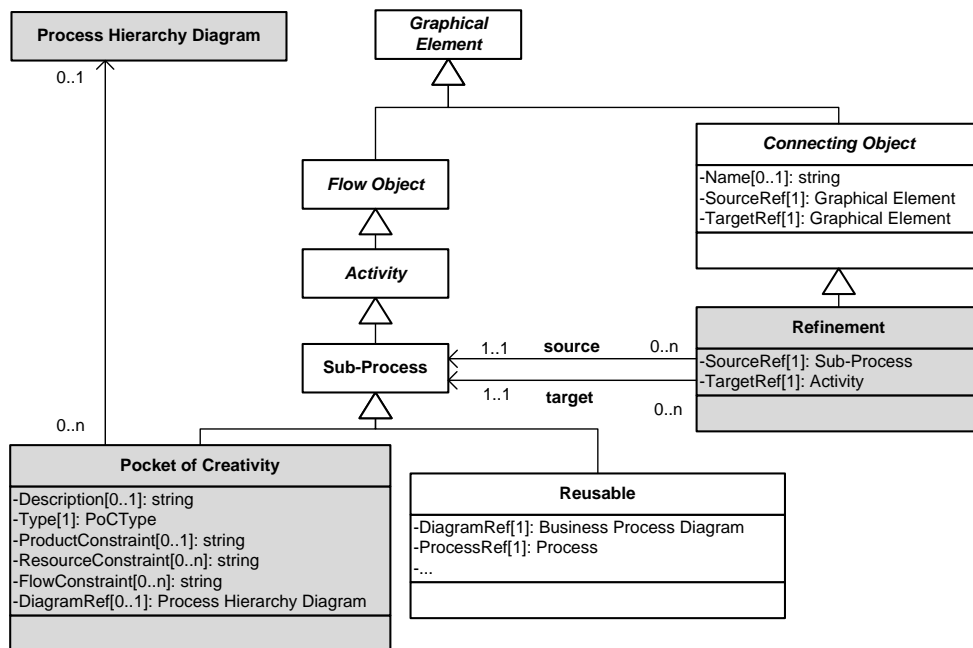 Process Hierarchy Diagram
0..1
Graphical
Element
Flow Object
Connecting Object
-Name[0..1]: string
-SourceRef[1]: Graphical Element
-TargetRef[1]: Graphical Element
Activity
Sub-Process
1..1
source
0..n
1..1
target
0..n
Refinement
-SourceRef[1]: Sub-Process
-TargetRef[1]: Activity
0..n
Pocket of Creativity
-Description[0..1]: string
-Type[1]: PoCType
-ProductConstraint[0..1]: string
-ResourceConstraint[0..n]: string
-FlowConstraint[0..n]: string
-DiagramRef[0..1]: Process Hierarchy Diagram
Reusable
-DiagramRef[1]: Business Process Diagram
-ProcessRef[1]: Process
-...